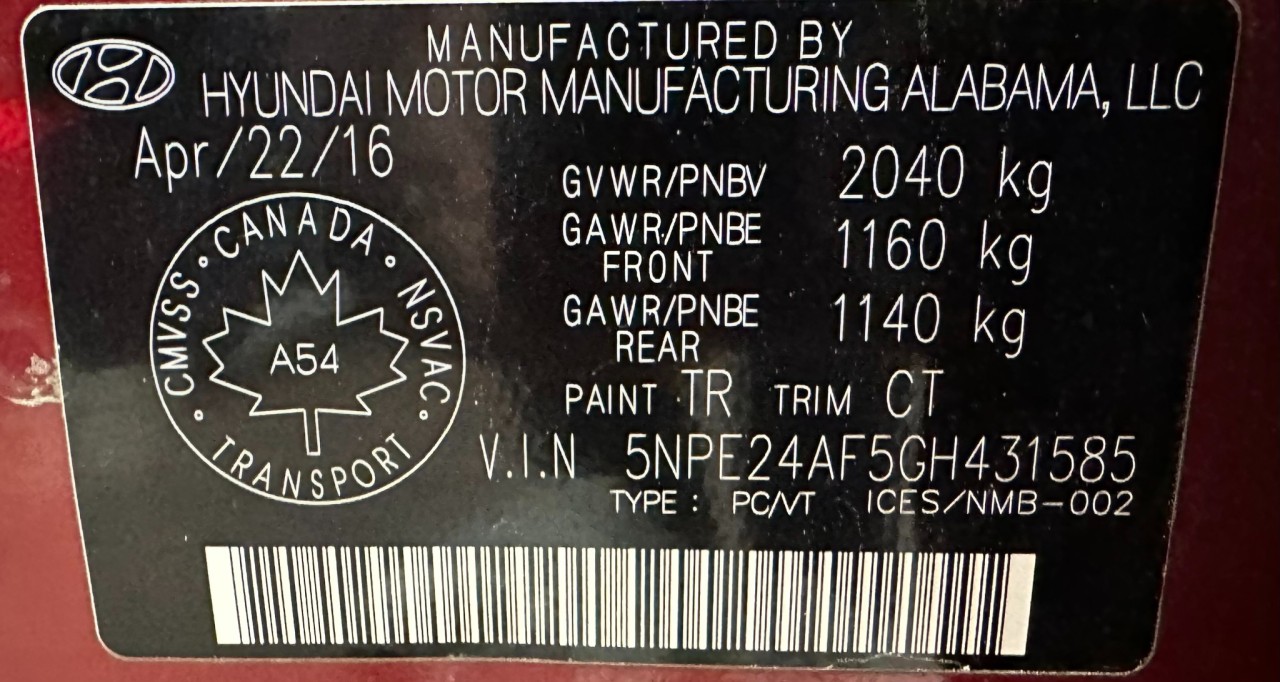 MANUFACTURED BY
HYUNDAI MOTOR MANUFACTURING ALABAMA, LLC
Apr/22/16
GVWR/PNBV 2040 kg
GAWR/PNBE FRONT 1160 kg
GAWR/PNBE REAR 1140 kg
CMVSS • CANADA • NSVAC • TRANSPORT •
A54
PAINT TR TRIM CT
V.I.N 5NPE24AF5GH431585
TYPE : PC/VT ICES/NMB-002